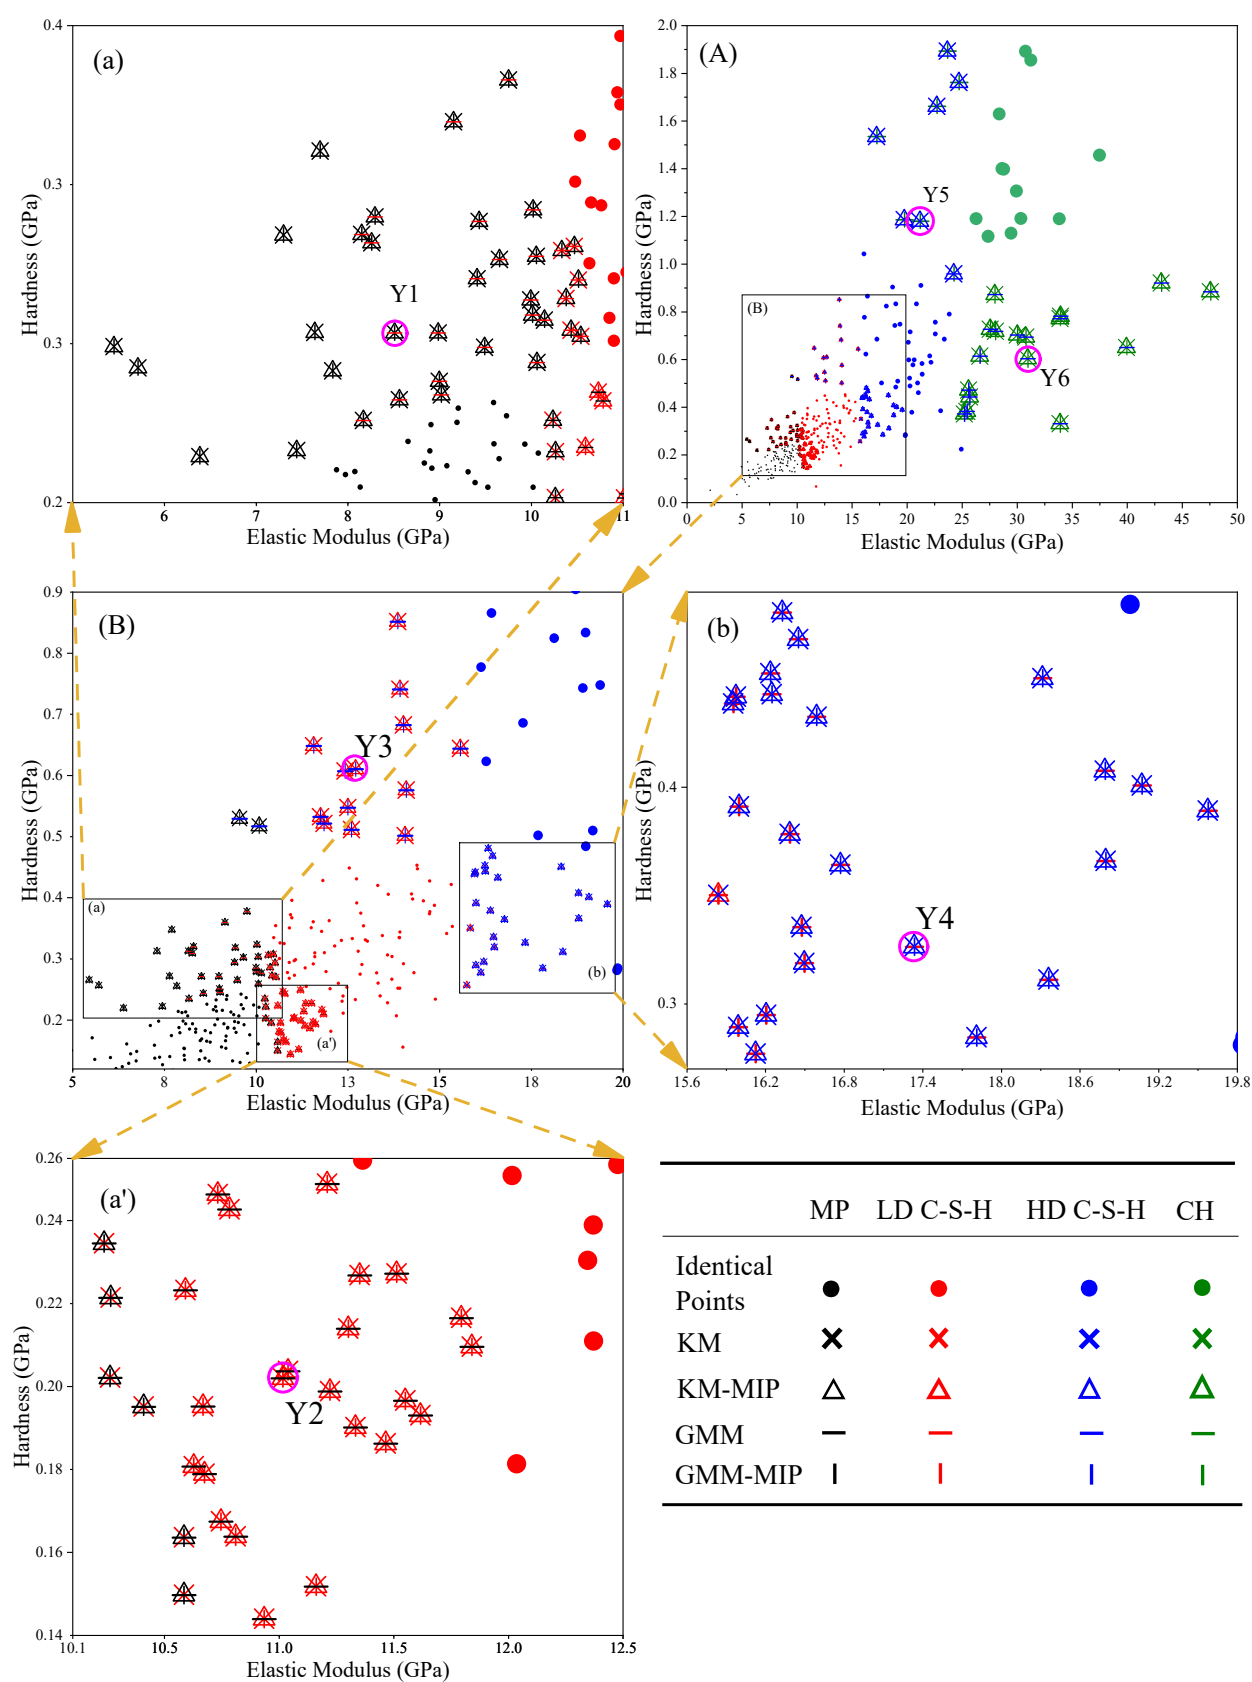 (a)
Y1
0.4
0.3
0.3
0.2
6
7
8
9
10
11
Hardness (GPa)
Elastic Modulus (GPa)
(A)
Y5
Y6
(B)
2.0
1.8
1.6
1.4
1.2
1.0
0.8
0.6
0.4
0.2
0.0
0
5
10
15
20
25
30
35
40
45
50
Hardness (GPa)
Elastic Modulus (GPa)
(B)
Y3
(a)
(b)
(a')
0.9
0.8
0.7
0.6
0.5
0.4
0.3
0.2
5
8
10
13
15
18
20
Hardness (GPa)
Elastic Modulus (GPa)
(b)
Y4
0.4
0.3
15.6
16.2
16.8
17.4
18.0
18.6
19.2
19.8
Hardness (GPa)
Elastic Modulus (GPa)
(a')
Y2
0.26
0.24
0.22
0.20
0.18
0.16
0.14
10.1
10.5
11.0
11.5
12.0
12.5
Hardness (GPa)
Elastic Modulus (GPa)
MP LD C-S-H HD C-S-H CH
Identical
Points
KM
KM-MIP
GMM
GMM-MIP